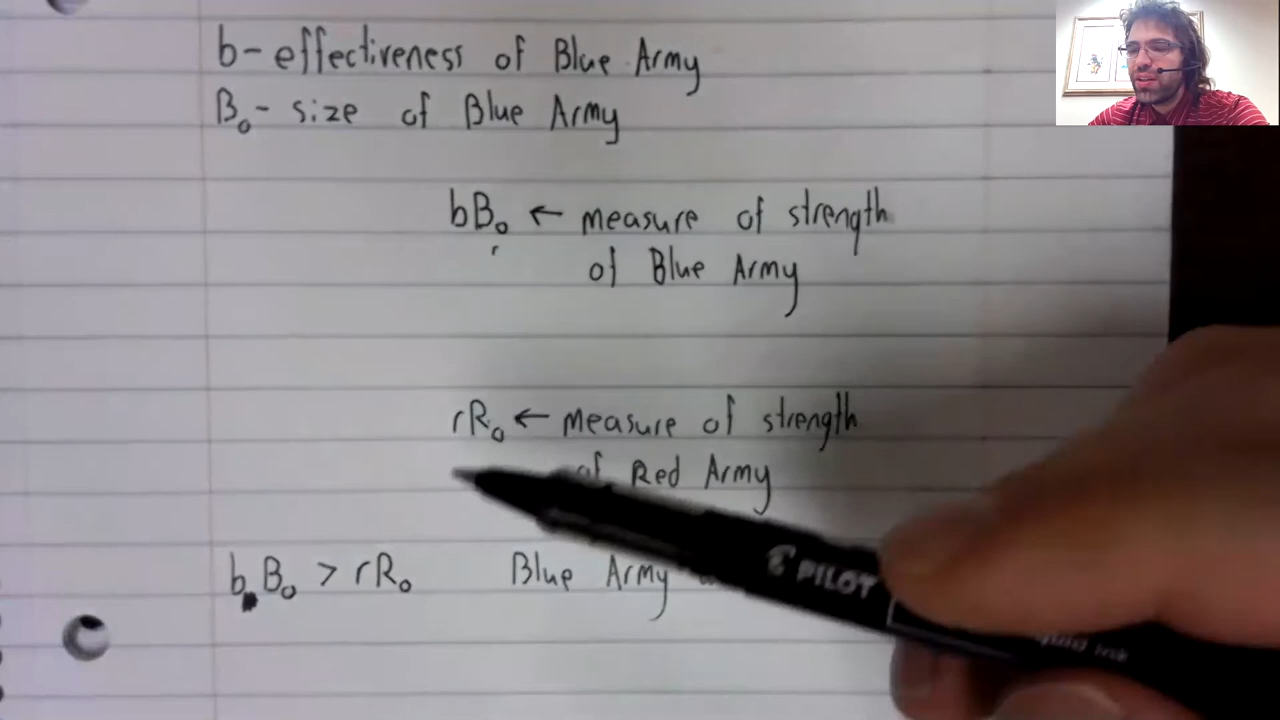 b - effectiveness of Blue Army
B₀ - size of Blue Army
bB₀ ← measure of strength
of Blue Army
rR₀ ← measure of strength
of Red Army
bB₀ > rR₀ Blue Army
PILOT